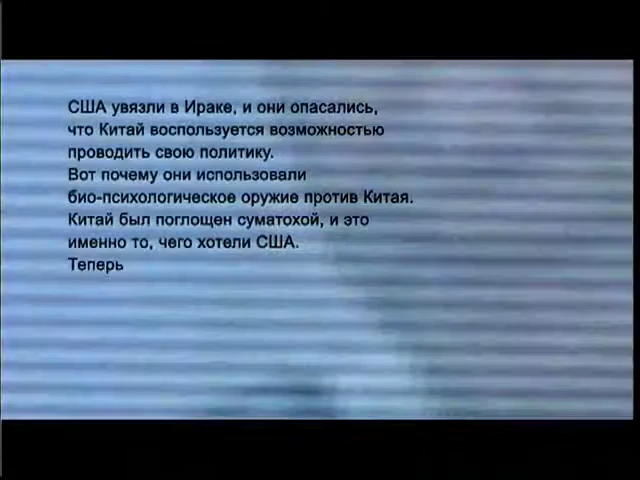 США увязли в Ираке, и они опасались,
что Китай воспользуется возможностью
проводить свою политику.
Вот почему они использовали
био-психологическое оружие против Китая.
Китай был поглощен суматохой, и это
именно то, чего хотели США.
Теперь